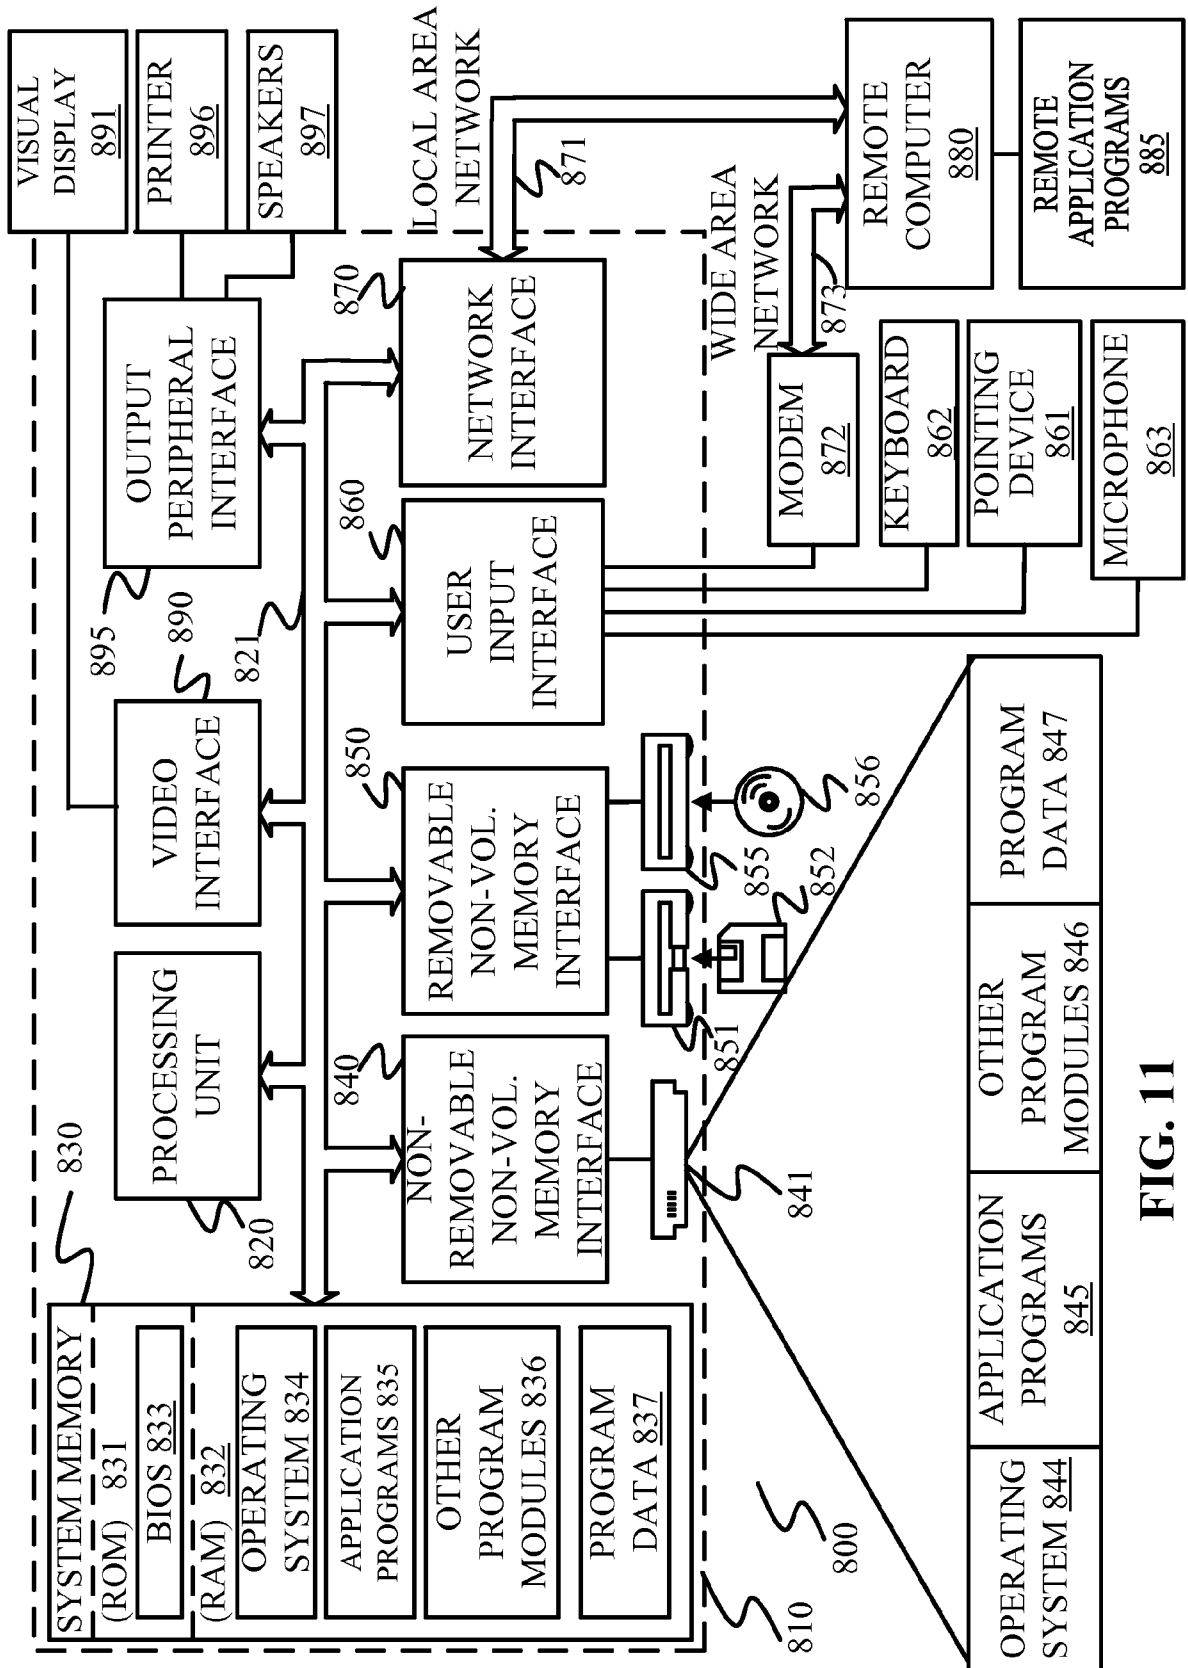 SYSTEM MEMORY
(ROM) 831
BIOS 833
(RAM) 832
OPERATING
SYSTEM 834
APPLICATION
PROGRAMS 835
OTHER
PROGRAM
MODULES 836
PROGRAM
DATA 837
810
830
PROCESSING
UNIT
820
VIDEO
INTERFACE
890
821
OUTPUT
PERIPHERAL
INTERFACE
895
VISUAL
DISPLAY
891
PRINTER
896
SPEAKERS
897
NON-
REMOVABLE
NON-VOL.
MEMORY
INTERFACE
840
REMOVABLE
NON-VOL.
MEMORY
INTERFACE
850
USER
INPUT
INTERFACE
860
NETWORK
INTERFACE
870
LOCAL AREA
NETWORK
871
841
851
852
855
856
WIDE AREA
NETWORK
873
MODEM
872
KEYBOARD
862
POINTING
DEVICE
861
MICROPHONE
863
REMOTE
COMPUTER
880
REMOTE
APPLICATION
PROGRAMS
885
800
OPERATING
SYSTEM 844
APPLICATION
PROGRAMS
845
OTHER
PROGRAM
MODULES 846
PROGRAM
DATA 847
FIG. 11